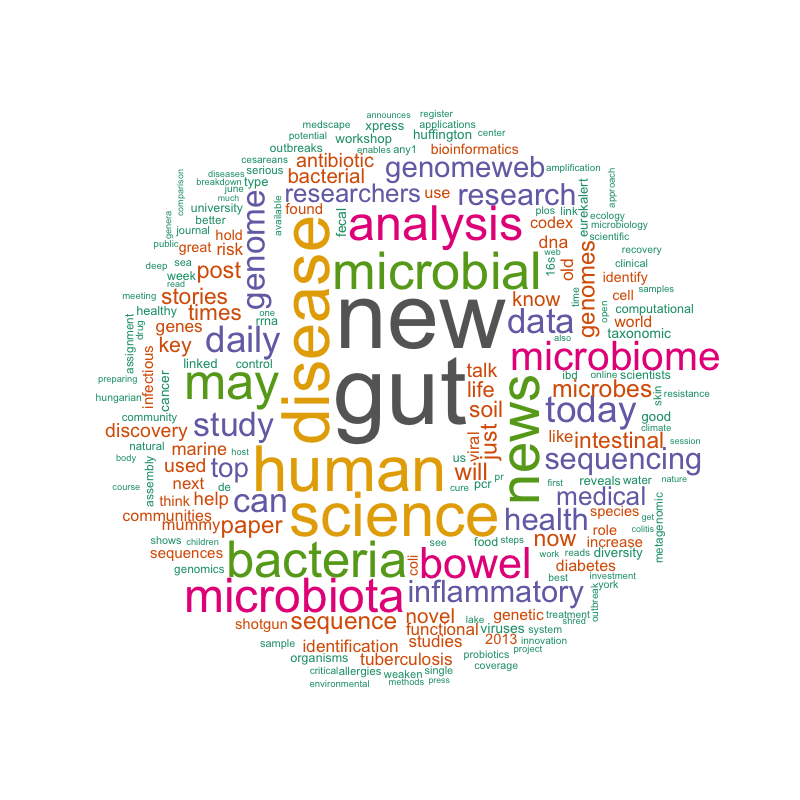 announces
register
medscape
xpress
applications
potential
workshop
huffington
center
outbreaks
enables
any1
bioinformatics
cesareans
serious
antibiotic
genomeweb
amplification
diseases
breakdown
type
bacterial
researchers
use
research
approach
comparison
june
much
university
found
available
fecal
analysis
plos
link
eurekalert
ecology
microbiology
scientific
genera
better
journal
hold
genome
disease
codex
dna
public
great
risk
microbial
16s
web
old
genomes
recovery
clinical
deep
sea
week
post
identify
read
stories
new
know
cell
samples
meeting
healthy
times
time
open
computational
drug
genes
rrna
one
data
world
taxonomic
assignment
key
daily
also
microbiome
infectious
linked
control
gut
talk
ibd
online
scientists
preparing
cancer
may
life
microbes
skin
resistance
hungarian
soil
news
today
good
community
study
just
climate
discovery
viral
like
intestinal
session
natural
marine
host
us
sequencing
body
top
human
will
first
reveals
water
nature
course
assembly
used
de
cure
pr
pcr
medical
metagenomic
next
think
help
can
science
health
species
get
communities
mummy
paper
role
colitis
shows
children
see
food
steps
now
increase
sequences
bacteria
coli
bowel
work
reads
diversity
genomics
best
diabetes
investment
york
microbiota
inflammatory
outbreak
shotgun
sequence
novel
genetic
treatment
shred
lake
functional
viruses
system
sample
identification
studies
2013
innovation
project
organisms
tuberculosis
probiotics
coverage
critical
allergies
weaken
single
environmental
methods
press